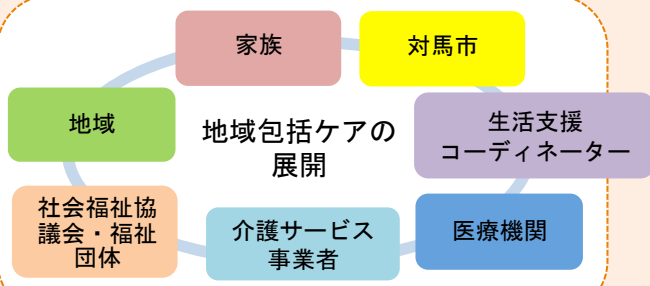 家族
対馬市
地域
地域包括ケアの
展開
生活支援
コーディネーター
社会福祉協
議会・福祉
団体
介護サービス
事業者
医療機関